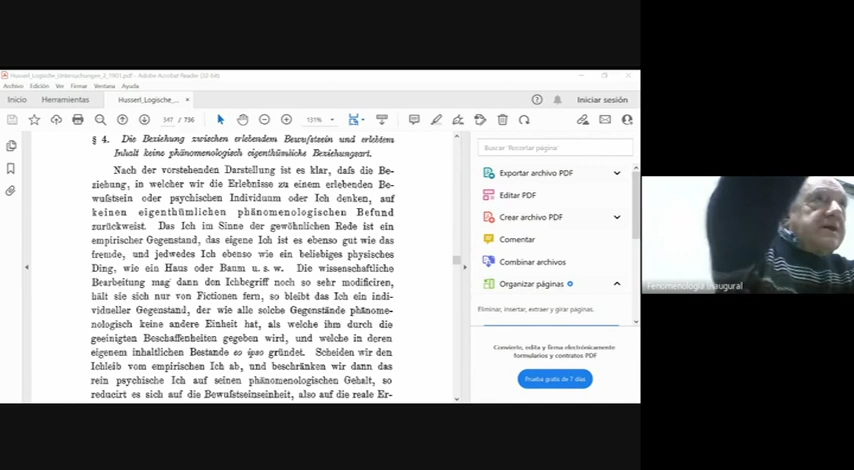 Husserl_Logische_Untersuchungen_2_1901.pdf - Adobe Acrobat Reader (32-bit)
Archivo Edición Ver Firmar Ventana Ayuda
Inicio Herramientas Husserl_Logische_... × Iniciar sesión
347 / 736 131%
§ 4. Die Beziehung zwischen erlebendem Bewufstsein und erlebtem
Inhalt keine phänomenologisch eigenthümliche Beziehungsart.
Nach der vorstehenden Darstellung ist es klar, dafs die Be-
ziehung, in welcher wir die Erlebnisse zu einem erlebenden Be-
wufstsein oder psychischen Individuum oder Ich denken, auf
keinen eigenthümlichen phänomenologischen Befund
zurückweist. Das Ich im Sinne der gewöhnlichen Rede ist ein
empirischer Gegenstand, das eigene Ich ist es ebenso gut wie das
fremde, und jedwedes Ich ebenso wie ein beliebiges physisches
Ding, wie ein Haus oder Baum u. s. w. Die wissenschaftliche
Bearbeitung mag dann den Ichbegriff noch so sehr modificiren,
hält sie sich nur von Fictionen fern, so bleibt das Ich ein indi-
vidueller Gegenstand, der wie alle solche Gegenstände phänome-
nologisch keine andere Einheit hat, als welche ihm durch die
geeinigten Beschaffenheiten gegeben wird, und welche in deren
eigenem inhaltlichen Bestande eo ipso gründet. Scheiden wir den
Ichleib vom empirischen Ich ab, und beschränken wir dann das
rein psychische Ich auf seinen phänomenologischen Gehalt, so
reducirt es sich auf die Bewufstseinseinheit, also auf die reale Er-
Buscar 'Recortar página'
Exportar archivo PDF
Editar PDF
Crear archivo PDF
Comentar
Combinar archivos
Organizar páginas
Eliminar, insertar, extraer y girar páginas.
Convierte, edita y firma electrónicamente
formularios y contratos PDF
Prueba gratis de 7 días
Fenomenología Inaugural